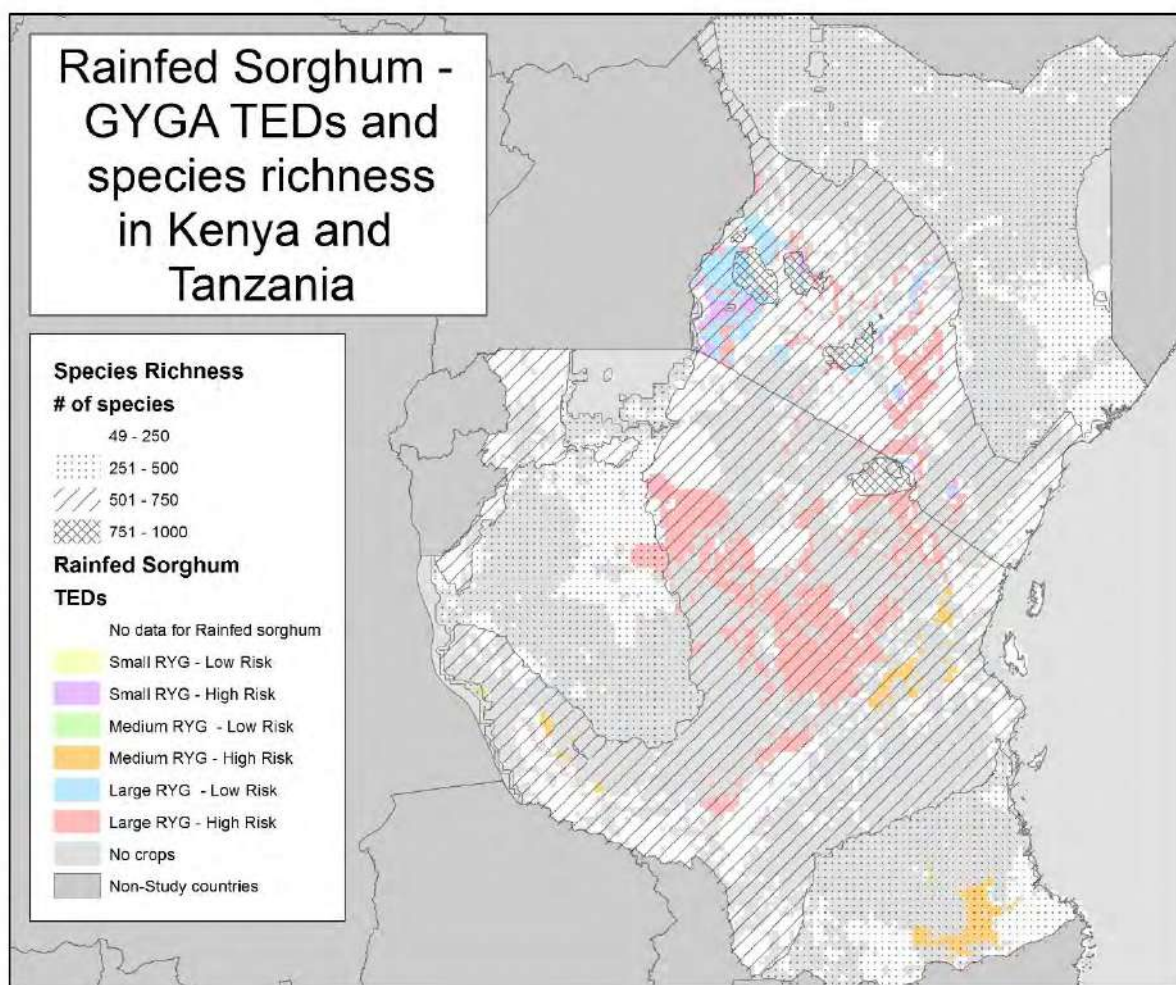 Rainfed Sorghum -
GYGA TEDs and
species richness
in Kenya and
Tanzania
Species Richness
# of species
49 - 250
251 - 500
501 - 750
751 - 1000
Rainfed Sorghum
TEDs
No data for Rainfed sorghum
Small RYG - Low Risk
Small RYG - High Risk
Medium RYG - Low Risk
Medium RYG - High Risk
Large RYG - Low Risk
Large RYG - High Risk
No crops
Non-Study countries